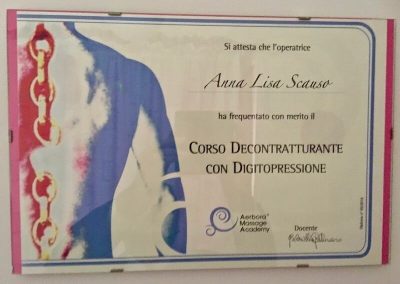 Si attesta che l'operatrice
Anna Lisa Scauso
ha frequentato con merito il
CORSO DECONTRATTURANTE
CON DIGITOPRESSIONE
Aerbora
Massage
Academy
Docente